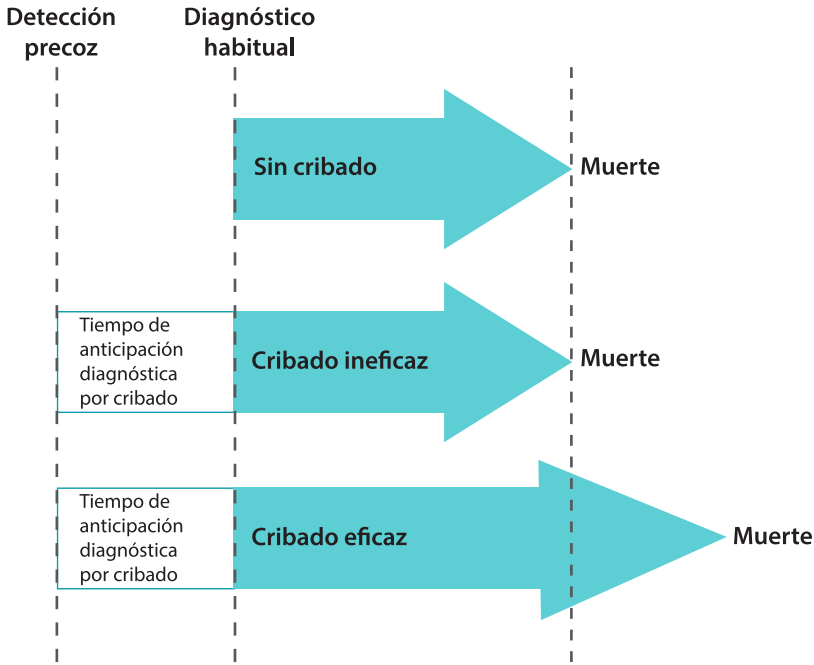 Detección
precoz
Diagnóstico
habitual
Sin cribado
Muerte
Tiempo de
anticipación
diagnóstica
por cribado
Cribado ineficaz
Muerte
Tiempo de
anticipación
diagnóstica
por cribado
Cribado eficaz
Muerte